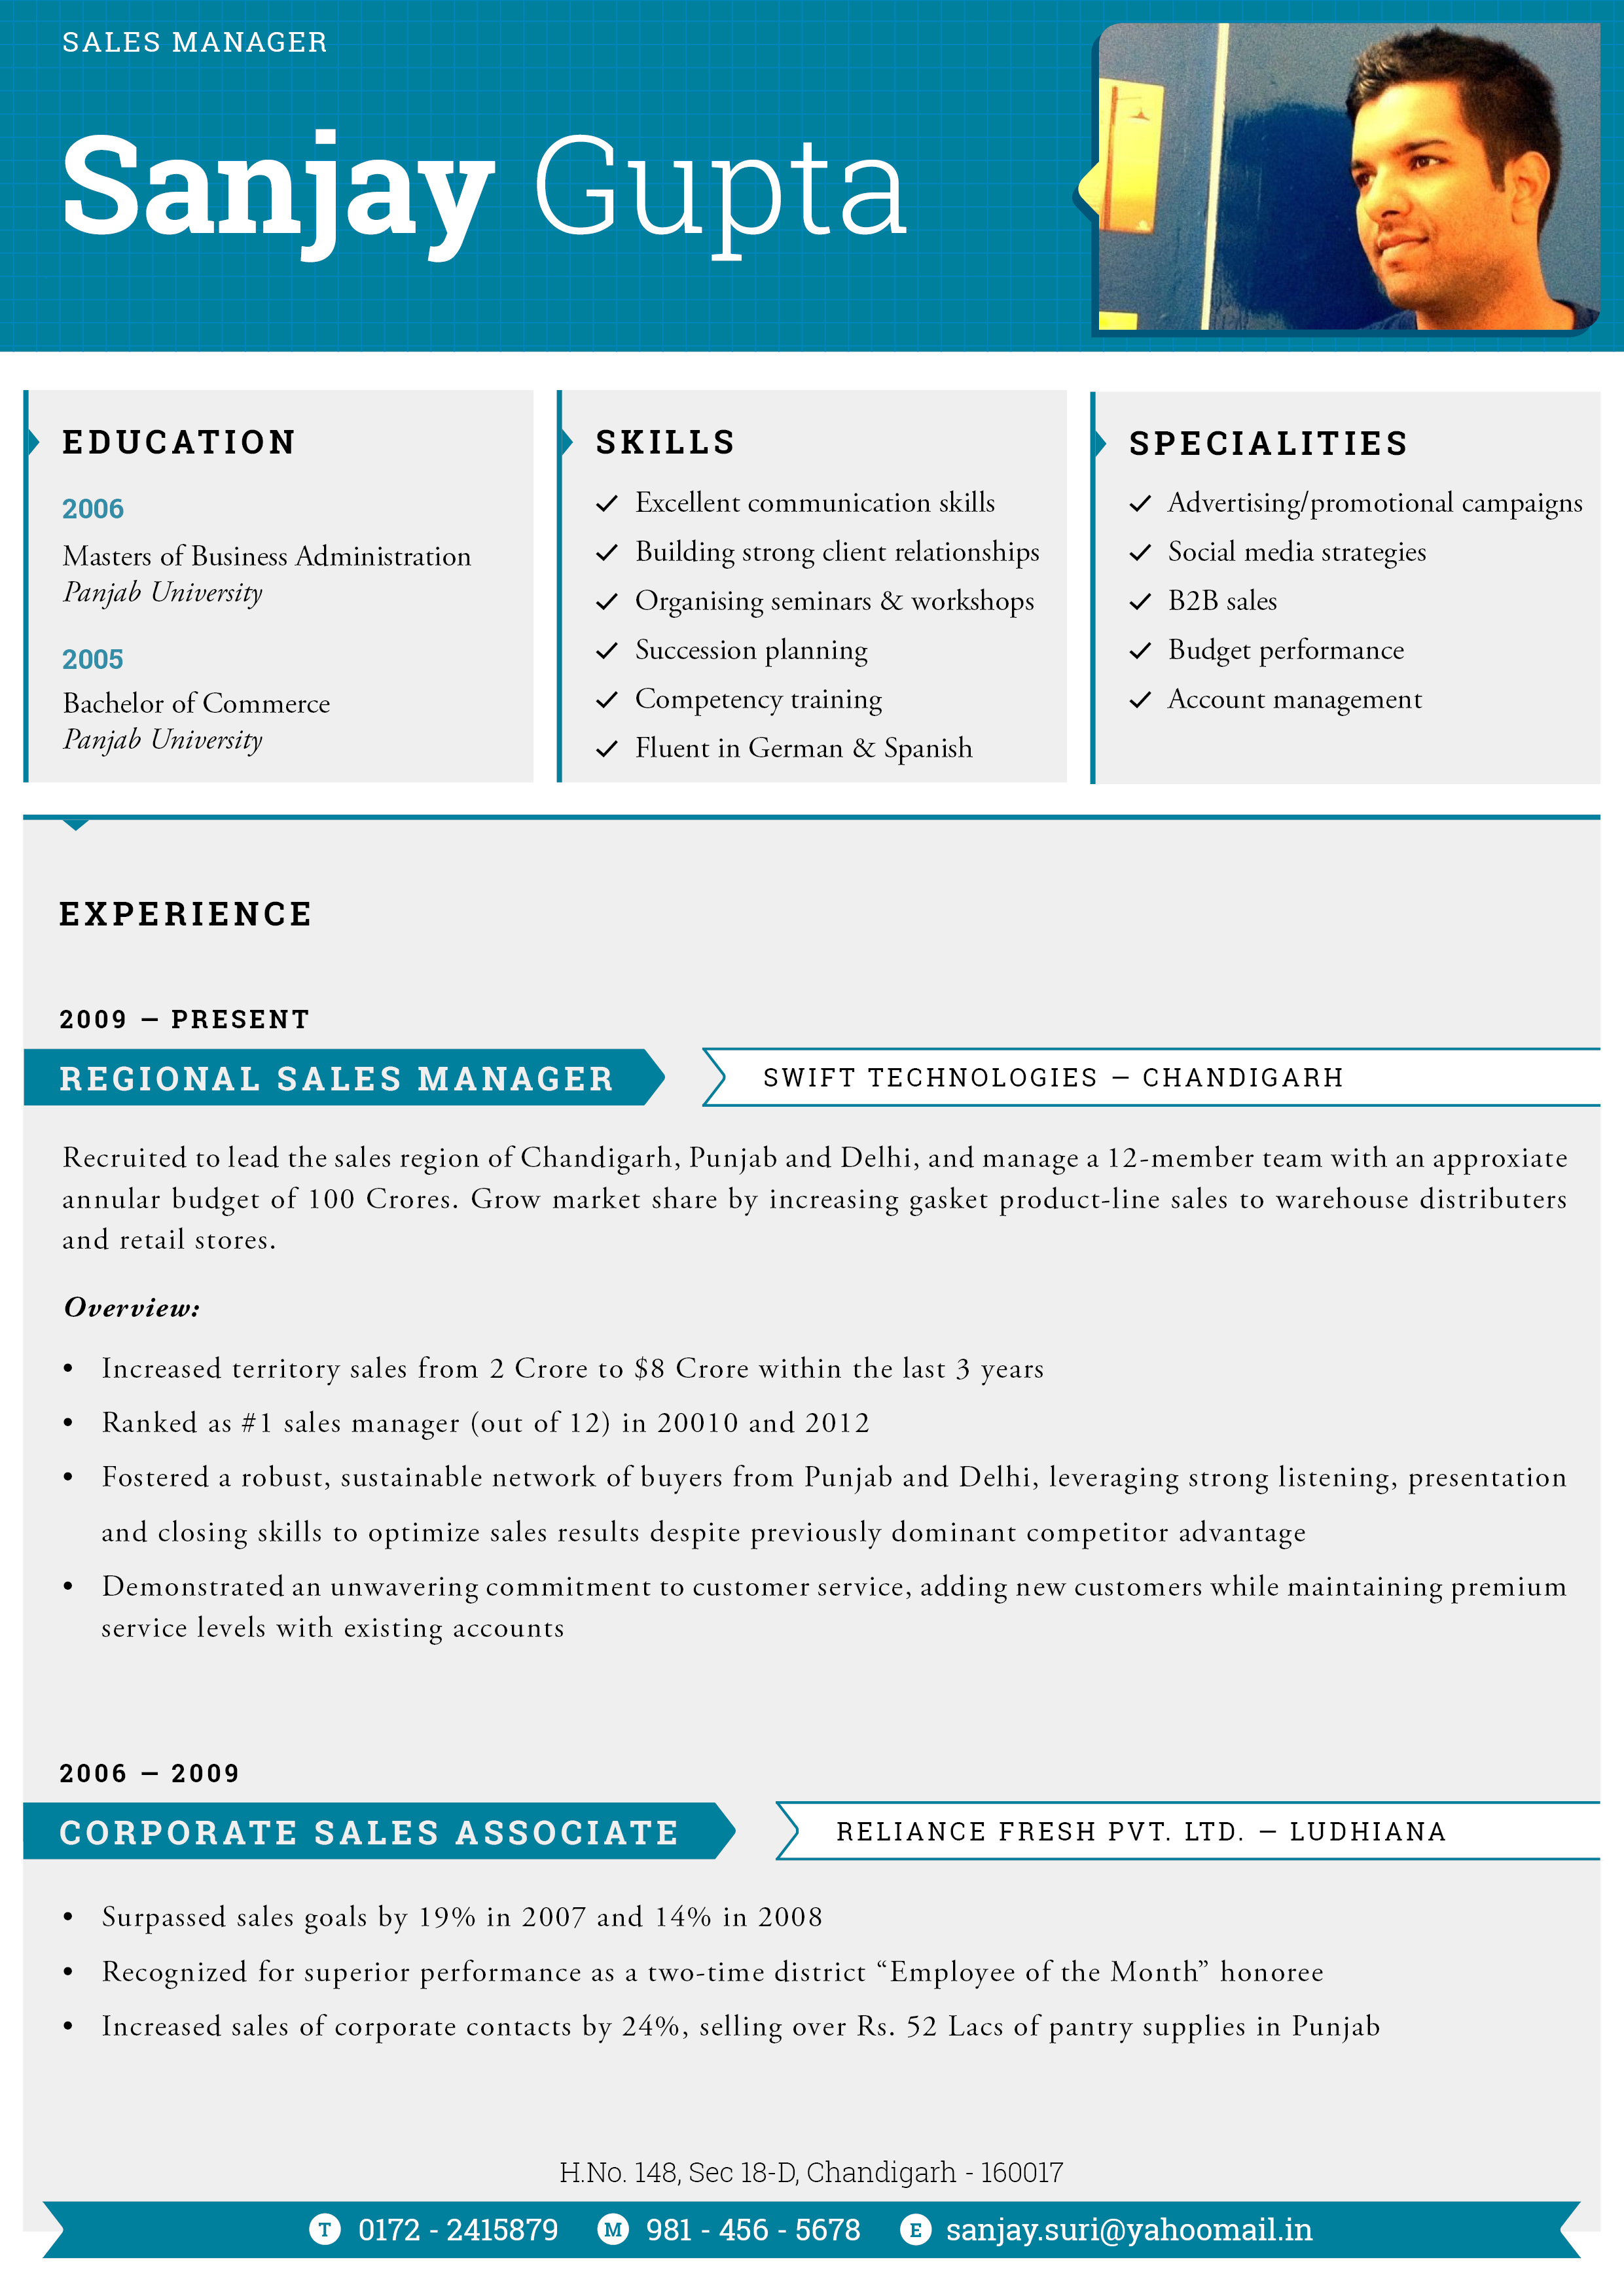 SALES MANAGER
Sanjay Gupta
EDUCATION
2006
Masters of Business Administration
Panjab University
2005
Bachelor of Commerce
Panjab University
SKILLS
✓ Excellent communication skills
✓ Building strong client relationships
✓ Organising seminars & workshops
✓ Succession planning
✓ Competency training
✓ Fluent in German & Spanish
SPECIALITIES
✓ Advertising/promotional campaigns
✓ Social media strategies
✓ B2B sales
✓ Budget performance
✓ Account management
EXPERIENCE
2009 – PRESENT
REGIONAL SALES MANAGER
SWIFT TECHNOLOGIES – CHANDIGARH
Recruited to lead the sales region of Chandigarh, Punjab and Delhi, and manage a 12-member team with an approxiate
annular budget of 100 Crores. Grow market share by increasing gasket product-line sales to warehouse distributers
and retail stores.
Overview:
• Increased territory sales from 2 Crore to $8 Crore within the last 3 years
• Ranked as #1 sales manager (out of 12) in 20010 and 2012
• Fostered a robust, sustainable network of buyers from Punjab and Delhi, leveraging strong listening, presentation
and closing skills to optimize sales results despite previously dominant competitor advantage
• Demonstrated an unwavering commitment to customer service, adding new customers while maintaining premium
service levels with existing accounts
2006 – 2009
CORPORATE SALES ASSOCIATE
RELIANCE FRESH PVT. LTD. – LUDHIANA
• Surpassed sales goals by 19% in 2007 and 14% in 2008
• Recognized for superior performance as a two-time district “Employee of the Month” honoree
• Increased sales of corporate contacts by 24%, selling over Rs. 52 Lacs of pantry supplies in Punjab
H.No. 148, Sec 18-D, Chandigarh - 160017
T 0172 - 2415879 M 981 - 456 - 5678 E sanjay.suri@yahoomail.in